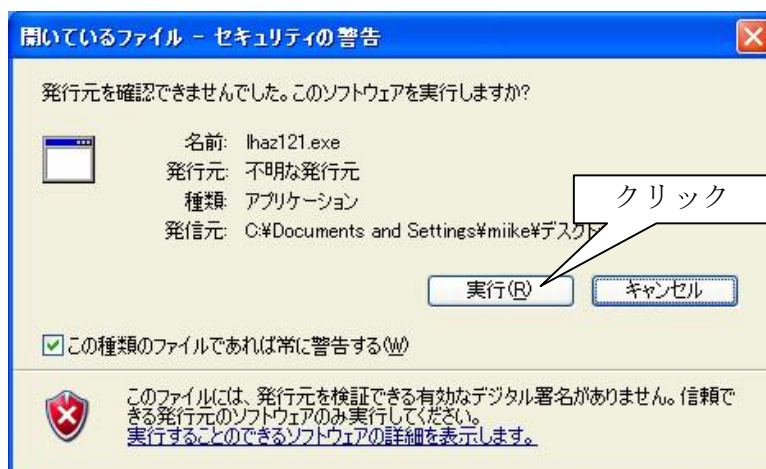 開いているファイル - セキュリティの警告
発行元を確認できませんでした。このソフトウェアを実行しますか?
名前: lhaz121.exe
発行元: 不明な発行元
種類: アプリケーション
発信元: C:¥Documents and Settings¥miike¥デスクト
クリック
実行(R)
キャンセル
この種類のファイルであれば常に警告する(W)
このファイルには、発行元を検証できる有効なデジタル署名がありません。信頼で
きる発行元のソフトウェアのみ実行してください。
実行することのできるソフトウェアの詳細を表示します。